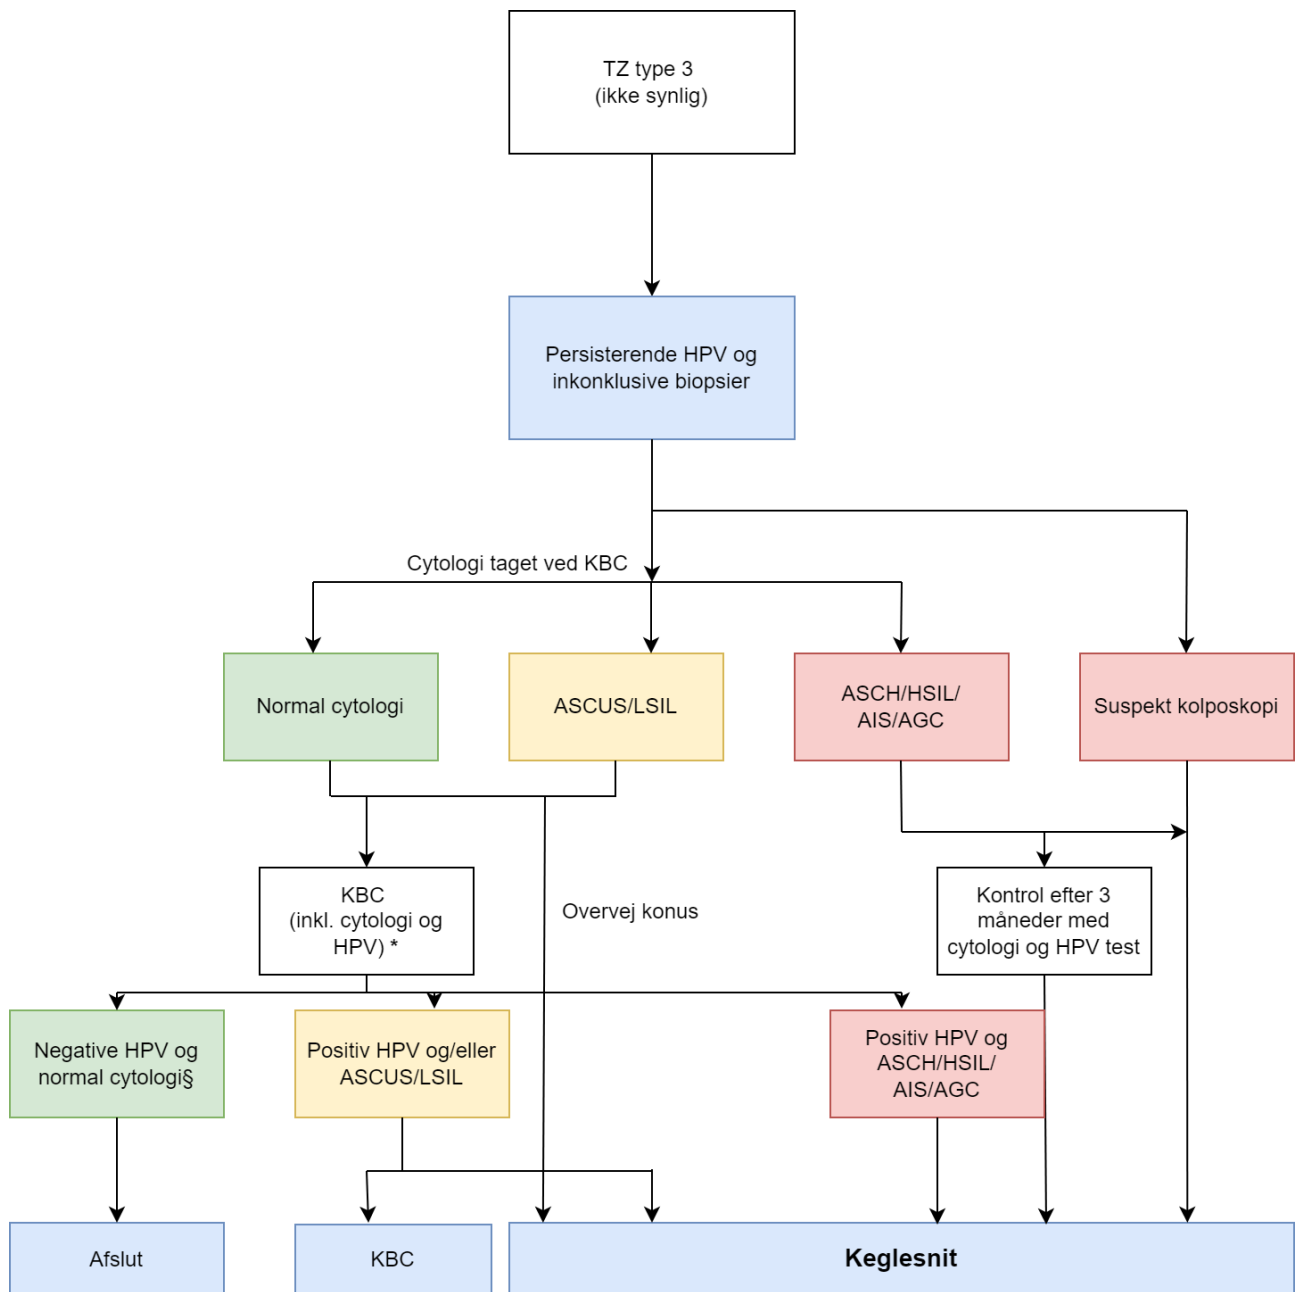 TZ type 3
(ikke synlig)
Persisterende HPV og
inkonklusive biopsier
Cytologi taget ved KBC
Normal cytologi
ASCUS/LSIL
ASCH/HSIL/
AIS/AGC
Suspekt kolposkopi
KBC
(inkl. cytologi og
HPV) *
Overvej konus
Kontrol efter 3
måneder med
cytologi og HPV test
Negative HPV og
normal cytologi§
Positiv HPV og/eller
ASCUS/LSIL
Positiv HPV og
ASCH/HSIL/
AIS/AGC
Afslut
KBC
Keglesnit